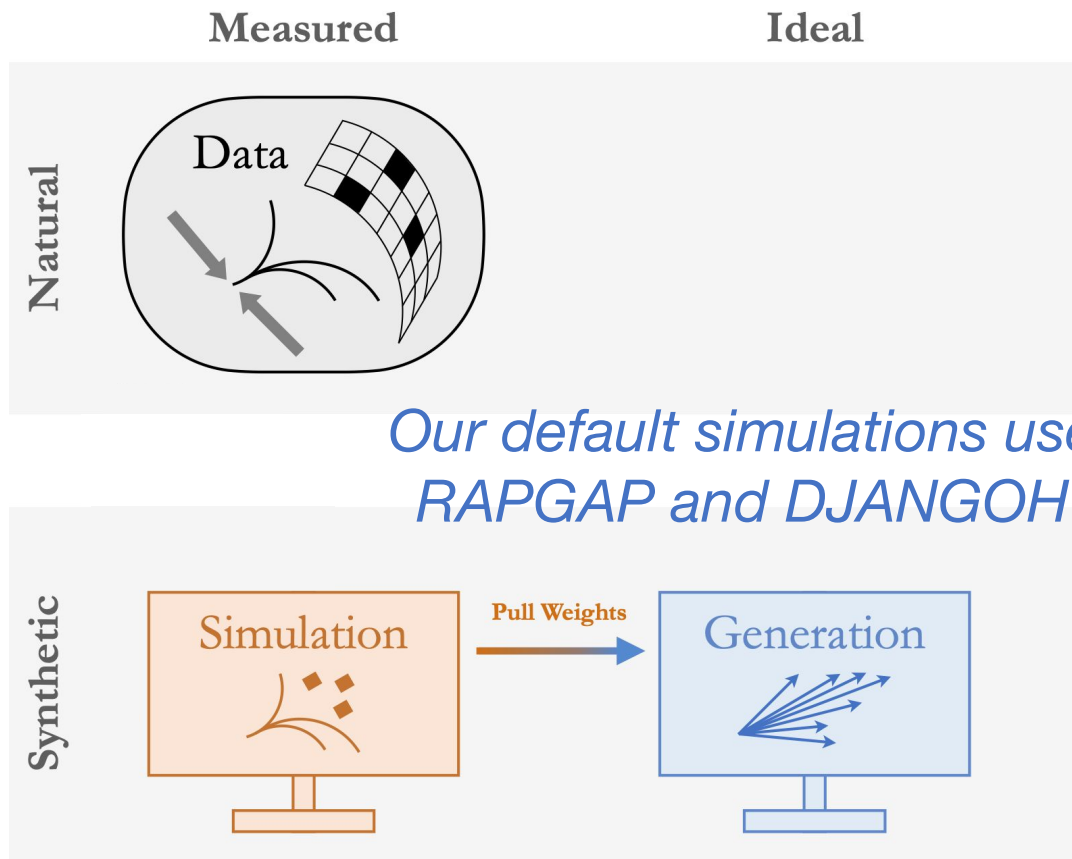 Measured
Ideal
Natural
Data
Our default simulations use
RAPGAP and DJANGOH
Synthetic
Simulation
Pull Weights
Generation